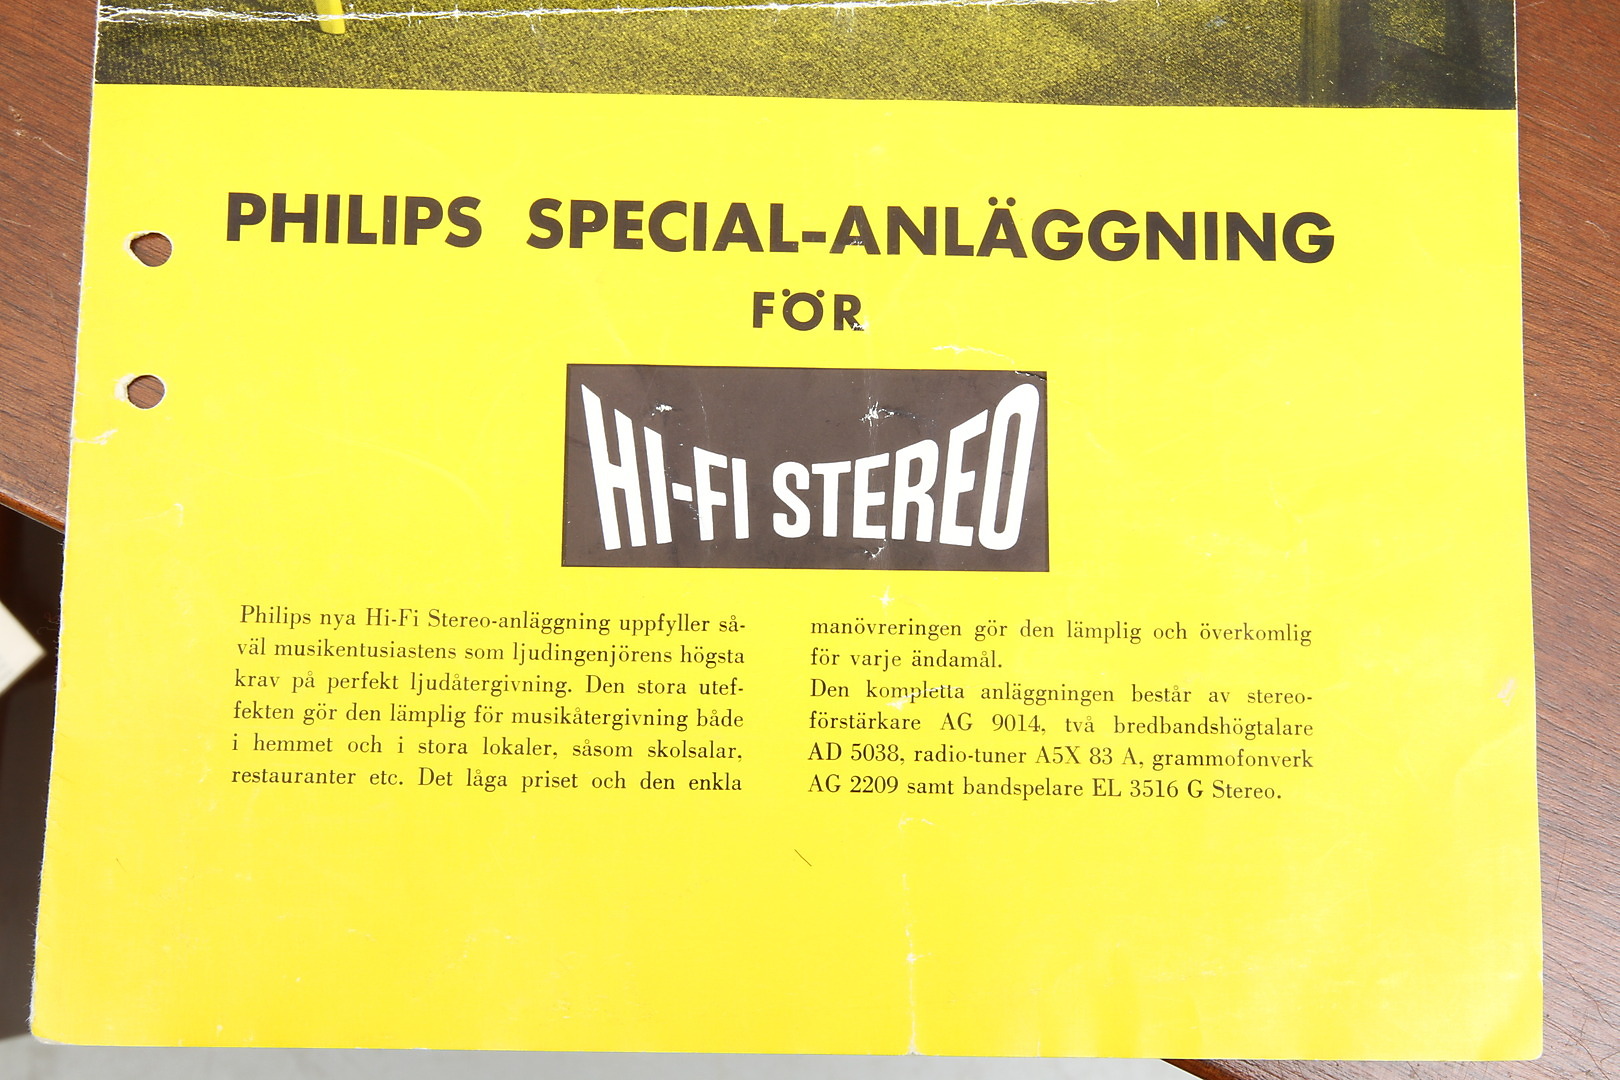 PHILIPS SPECIAL-ANLÄGGNING
FÖR
HI-FI STEREO
Philips nya Hi-Fi Stereo-anläggning uppfyller så-
väl musikentusiastens som ljudingenjörens högsta
krav på perfekt ljudåtergivning. Den stora utef-
fekten gör den lämplig för musikåtergivning både
i hemmet och i stora lokaler, såsom skolsalar,
restauranter etc. Det låga priset och den enkla
manövreringen gör den lämplig och överkomlig
för varje ändamål.
Den kompletta anläggningen består av stereo-
förstärkare AG 9014, två bredbandshögtalare
AD 5038, radio-tuner A5X 83 A, grammofonverk
AG 2209 samt bandspelare EL 3516 G Stereo.